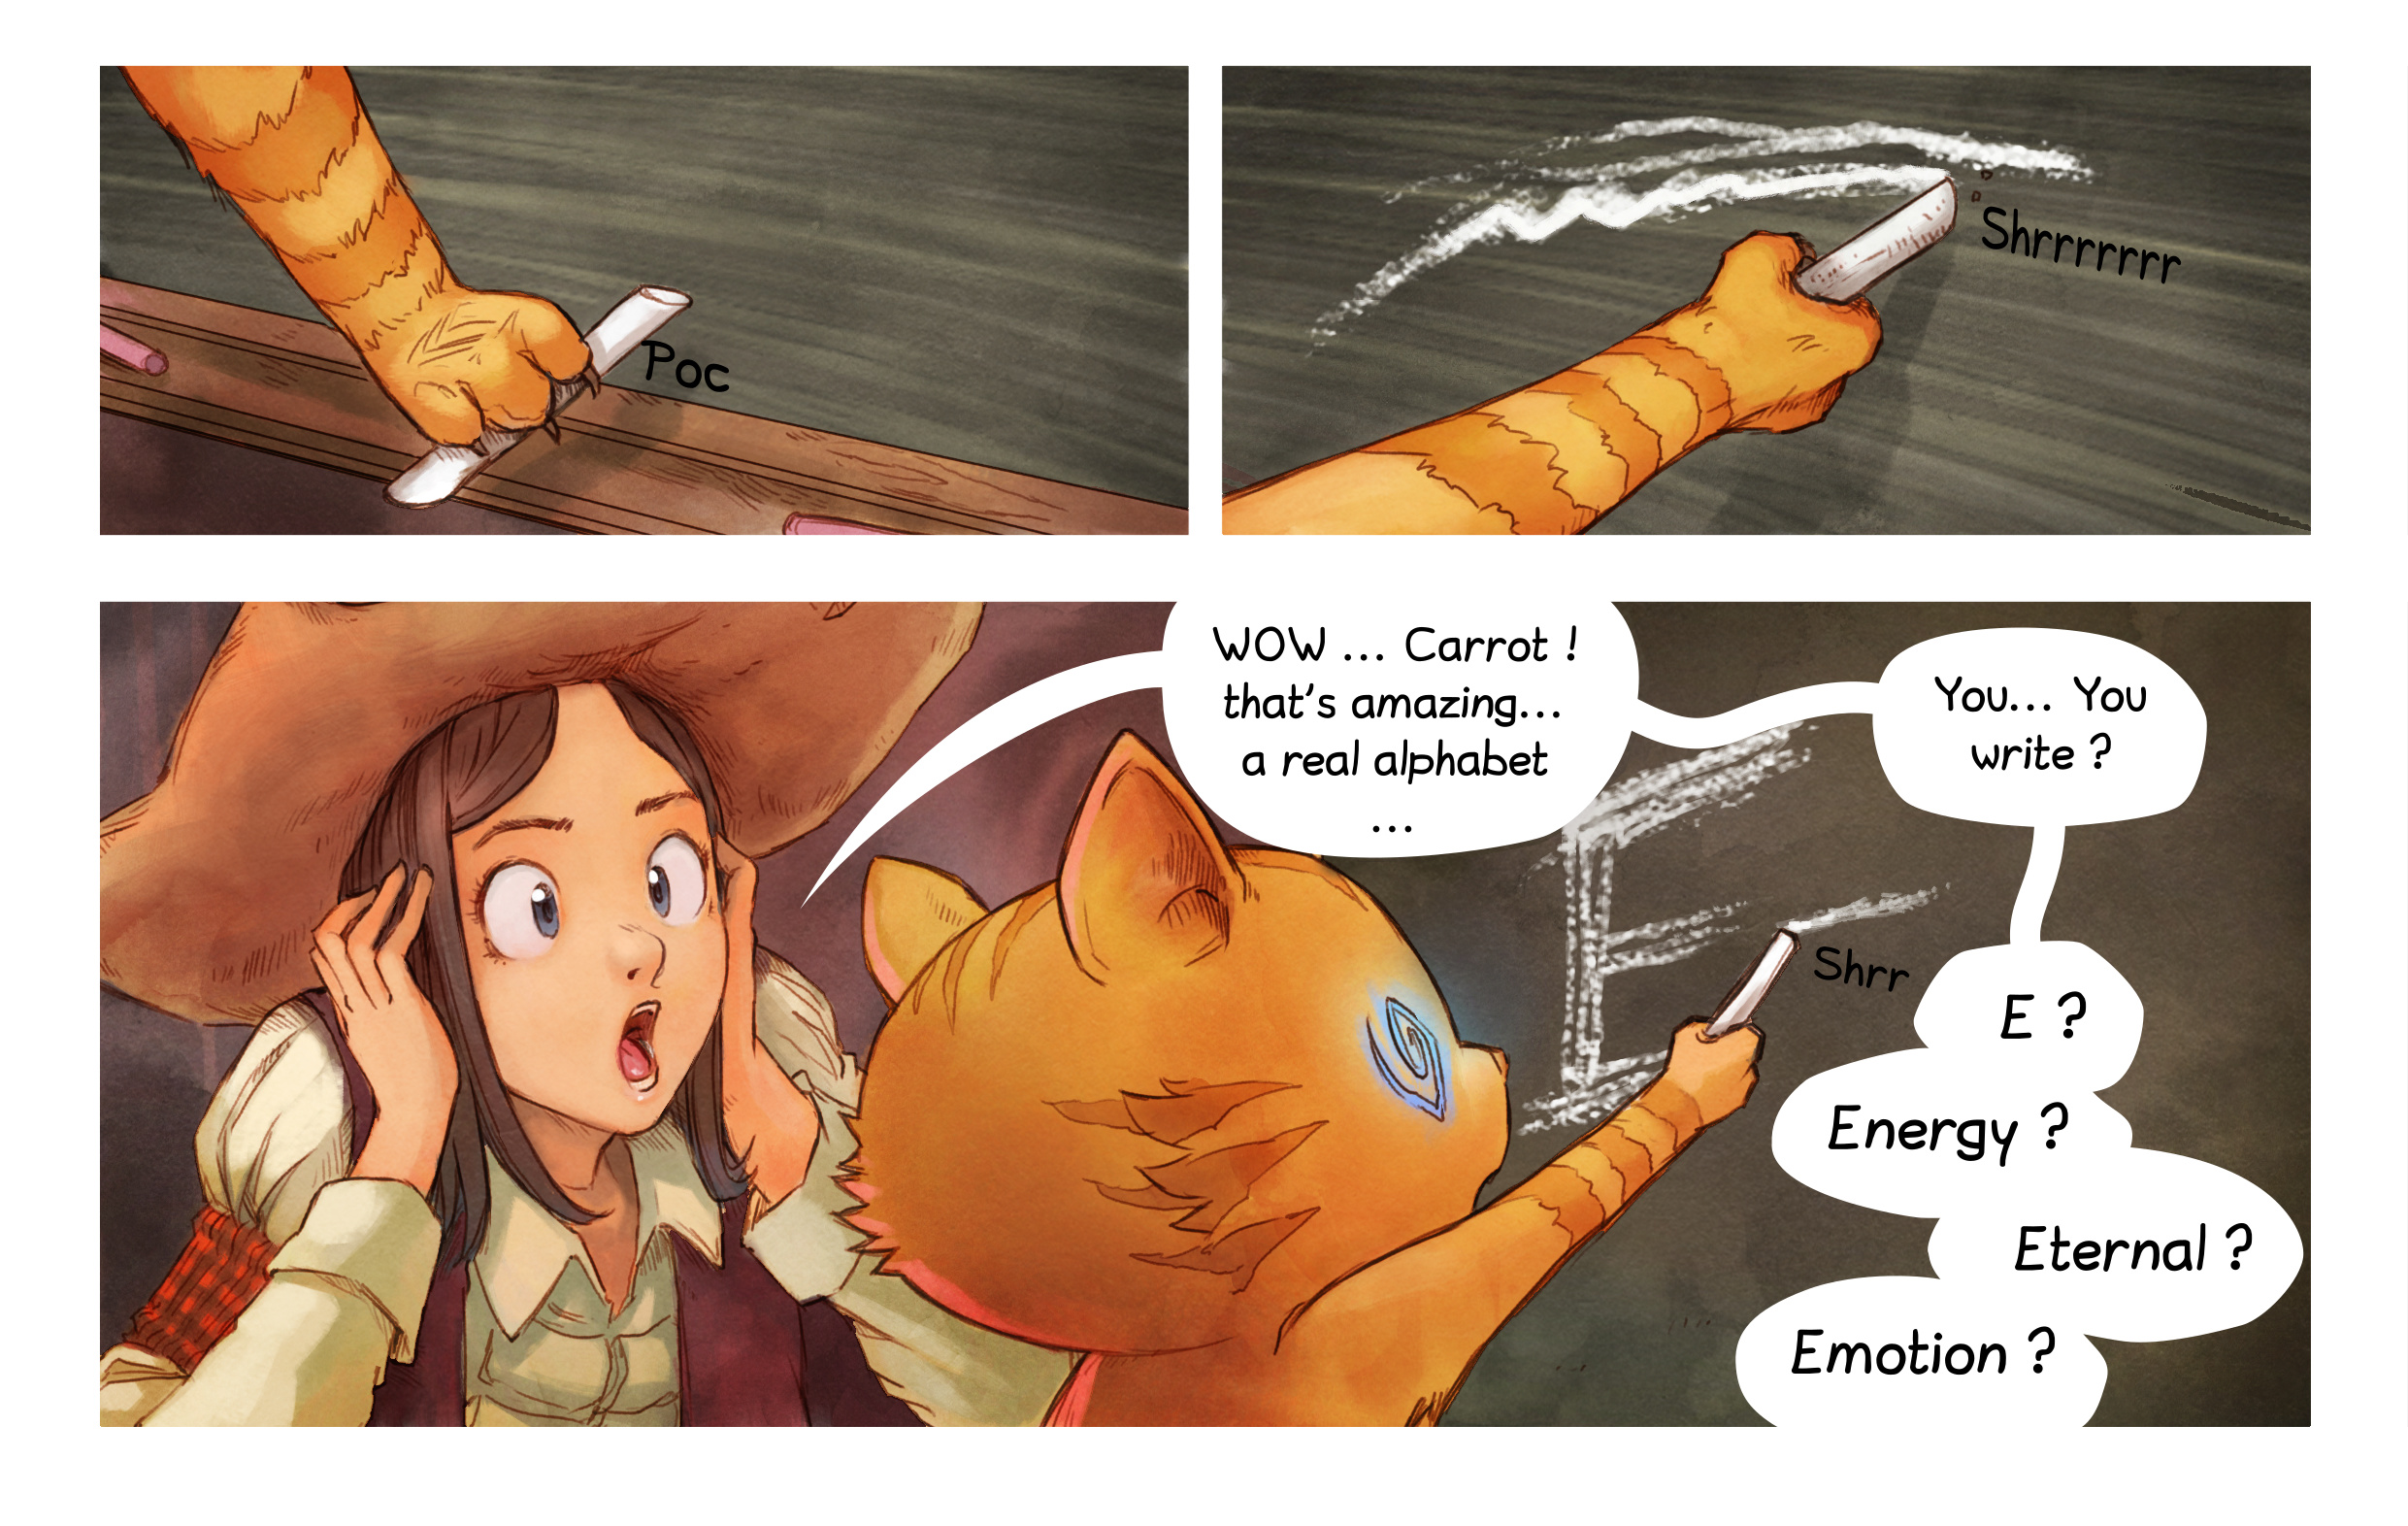 Poc
Shrrrrrrr
WOW ... Carrot !
that's amazing...
a real alphabet
...
You... You
write ?
E
Shrr
E ?
Energy ?
Eternal ?
Emotion ?